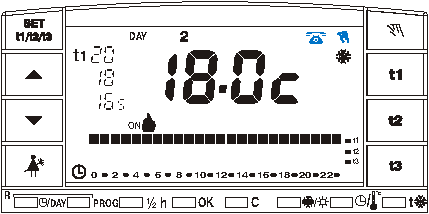 SET
t1/t2/t3
DAY 2
t1 20
18
16 5
18.0c
ON
t1
t2
t3
t1
t2
t3
0 • 2 • 4 • 6 • 8 • 10 • 12 • 14 • 16 • 18 • 20 • 22 •
R /DAY PROG ½ h OK C / /° t